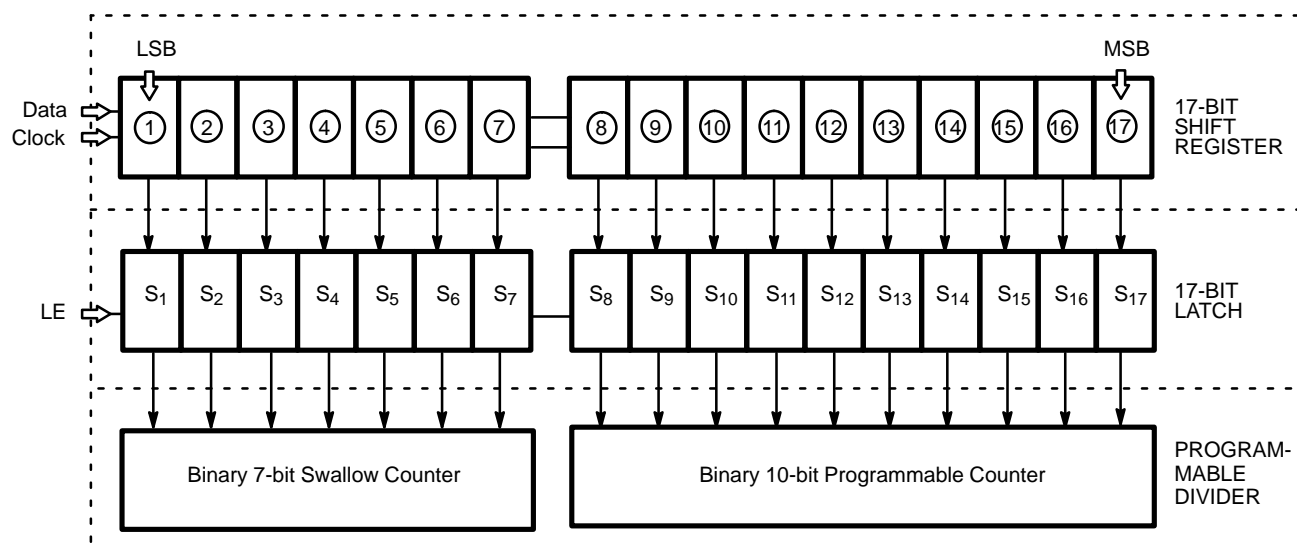 LSB
MSB
Data
Clock
1 2 3 4 5 6 7 8 9 10 11 12 13 14 15 16 17
17-BIT
SHIFT
REGISTER
LE
S1 S2 S3 S4 S5 S6 S7 S8 S9 S10 S11 S12 S13 S14 S15 S16 S17
17-BIT
LATCH
Binary 7-bit Swallow Counter
Binary 10-bit Programmable Counter
PROGRAM-
MABLE
DIVIDER